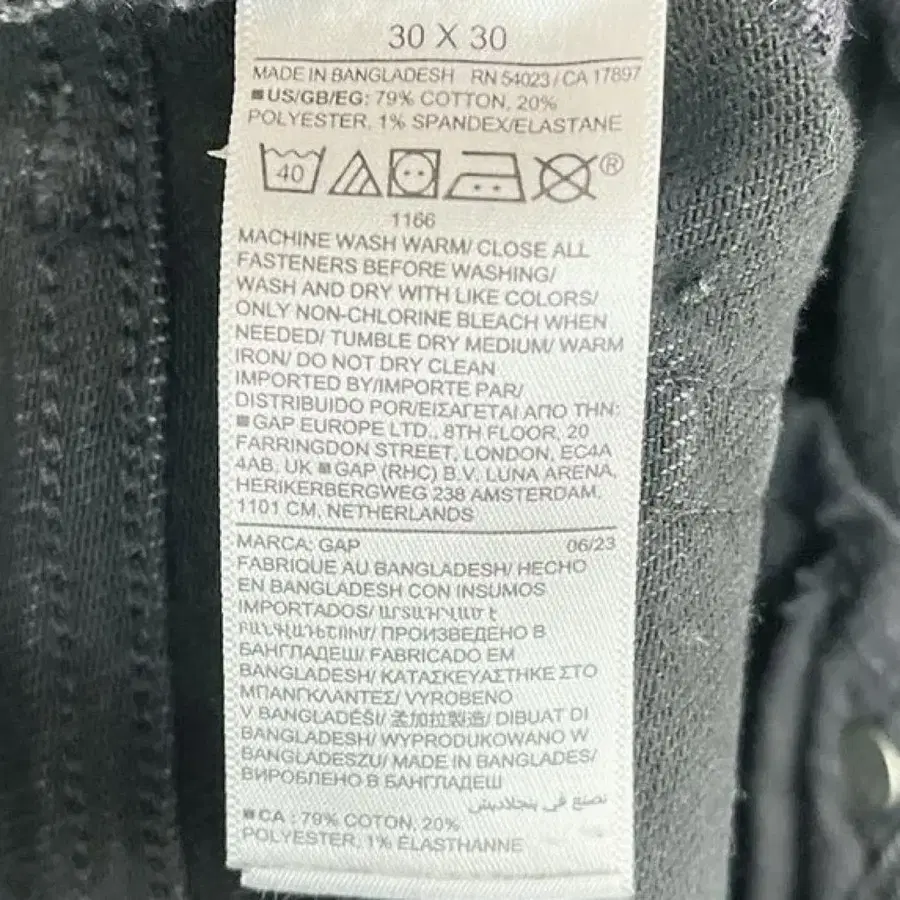 30 X 30
MADE IN BANGLADESH RN 54023 / CA 17897
■ US/GB/EG: 79% COTTON, 20%
POLYESTER, 1% SPANDEX/ELASTANE
40 ®
1166
MACHINE WASH WARM/ CLOSE ALL
FASTENERS BEFORE WASHING/
WASH AND DRY WITH LIKE COLORS/
ONLY NON-CHLORINE BLEACH WHEN
NEEDED/ TUMBLE DRY MEDIUM/ WARM
IRON/ DO NOT DRY CLEAN
IMPORTED BY/IMPORTE PAR/
DISTRIBUIDO POR/ΕΙΣΑΓΕΤΑΙ ΑΠΟ ΤΗΝ:
■ GAP EUROPE LTD., 8TH FLOOR, 20
FARRINGDON STREET, LONDON, EC4A
4AB, UK ■ GAP (RHC) B.V. LUNA ARENA,
HERIKERBERGWEG 238 AMSTERDAM,
1101 CM, NETHERLANDS
MARCA: GAP 06/23
FABRIQUE AU BANGLADESH/ HECHO
EN BANGLADESH CON INSUMOS
IMPORTADOS/ ԱՐՏԱԴՐՎԱԾ Է
ԲԱՆԳԼԱԴԵՇՈՒՄ/ ПРОИЗВЕДЕНО В
БАНГЛАДЕШ/ FABRICADO EM
BANGLADESH/ ΚΑΤΑΣΚΕΥΑΣΤΗΚΕ ΣΤΟ
ΜΠΑΝΓΚΛΑΝΤΕΣ/ VYROBENO
V BANGLADÉŠI/ 孟加拉製造/ DIBUAT DI
BANGLADESH/ WYPRODUKOWANO W
BANGLADESZU/ MADE IN BANGLADES/
ВИРОБЛЕНО В БАНГЛАДЕШ
تصنع في بنجلاديش
■ CA : 79% COTON, 20%
POLYESTER, 1% ÉLASTHANNE